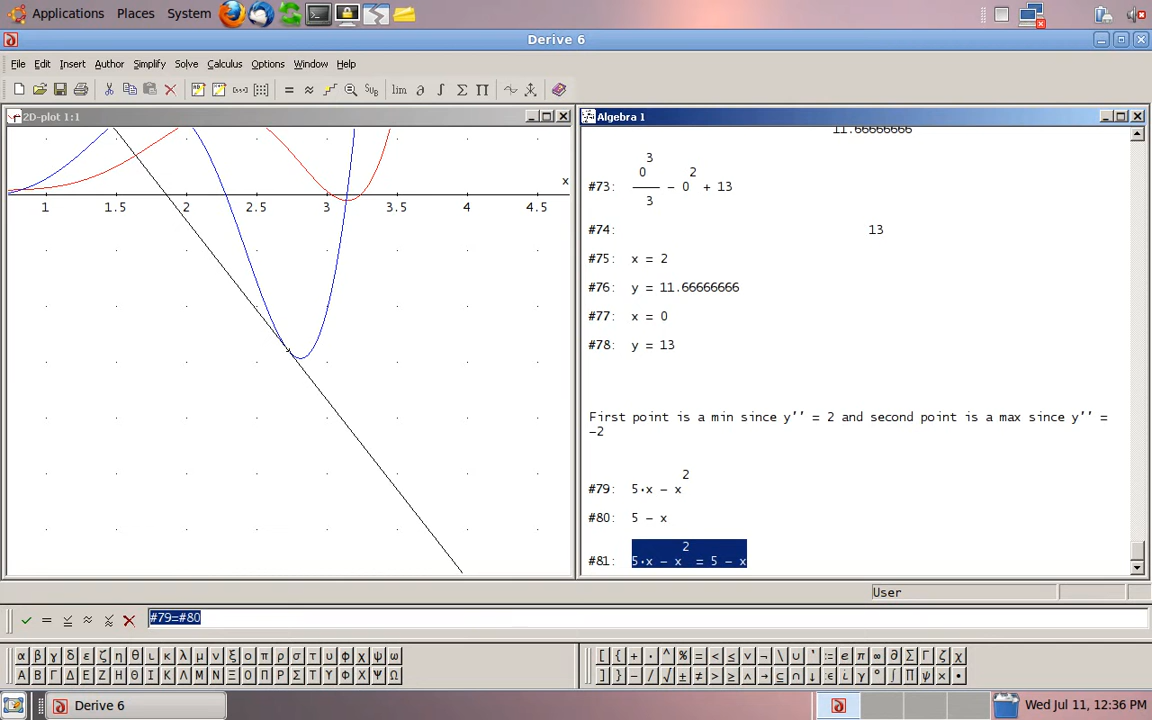 Applications Places System
Derive 6
File Edit Insert Author Simplify Solve Calculus Options Window Help
= ≈ SUB lim ∂ ∫ Σ Π
2D-plot 1:1
x
1 1.5 2 2.5 3 3.5 4 4.5
Algebra 1
11.66666666
3
0 2
#73: ── − 0 + 13
3
#74: 13
#75: x = 2
#76: y = 11.66666666
#77: x = 0
#78: y = 13
First point is a min since y'' = 2 and second point is a max since y'' =
−2
2
#79: 5·x − x
#80: 5 − x
2
#81: 5·x − x = 5 − x
User
#79=#80
α β γ δ ε ζ η θ ι κ λ μ ν ξ ο π ρ σ τ υ φ χ ψ ω
Α Β Γ Δ Ε Ζ Η Θ Ι Κ Λ Μ Ν Ξ Ο Π Ρ Σ Τ Υ Φ Χ Ψ Ω
[ { + · ^ % = < ≤ ∨ ¬ \ ∪ ' := e π ∞ ∂ Σ Γ ζ χ
] } − / √ ± ≠ > ≥ ∧
Derive 6
Wed Jul 11, 12:36 PM